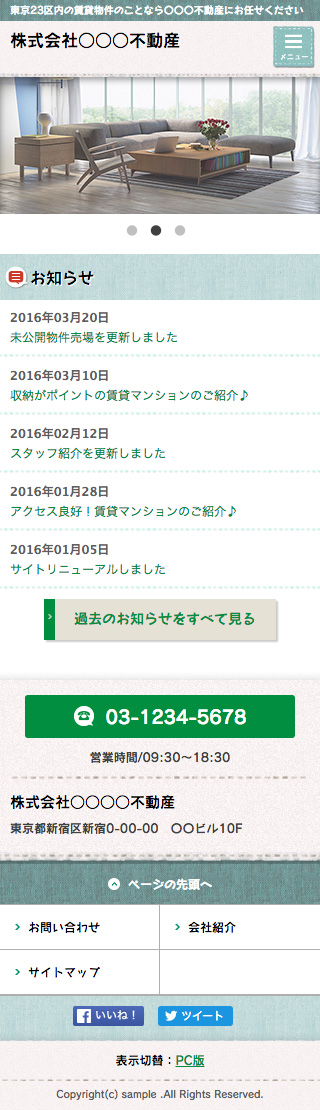 東京23区内の賃貸物件のことなら〇〇〇不動産にお任せください
株式会社〇〇〇不動産
メニュー
お知らせ
2016年03月20日
未公開物件売場を更新しました
2016年03月10日
収納がポイントの賃貸マンションのご紹介♪
2016年02月12日
スタッフ紹介を更新しました
2016年01月28日
アクセス良好！賃貸マンションのご紹介♪
2016年01月05日
サイトリニューアルしました
過去のお知らせをすべて見る
03-1234-5678
営業時間/09:30～18:30
株式会社〇〇〇〇不動産
東京都新宿区新宿0-00-00　〇〇ビル10F
ページの先頭へ
お問い合わせ
会社紹介
サイトマップ
いいね！
ツイート
表示切替：PC版
Copyright(c) sample .All Rights Reserved.